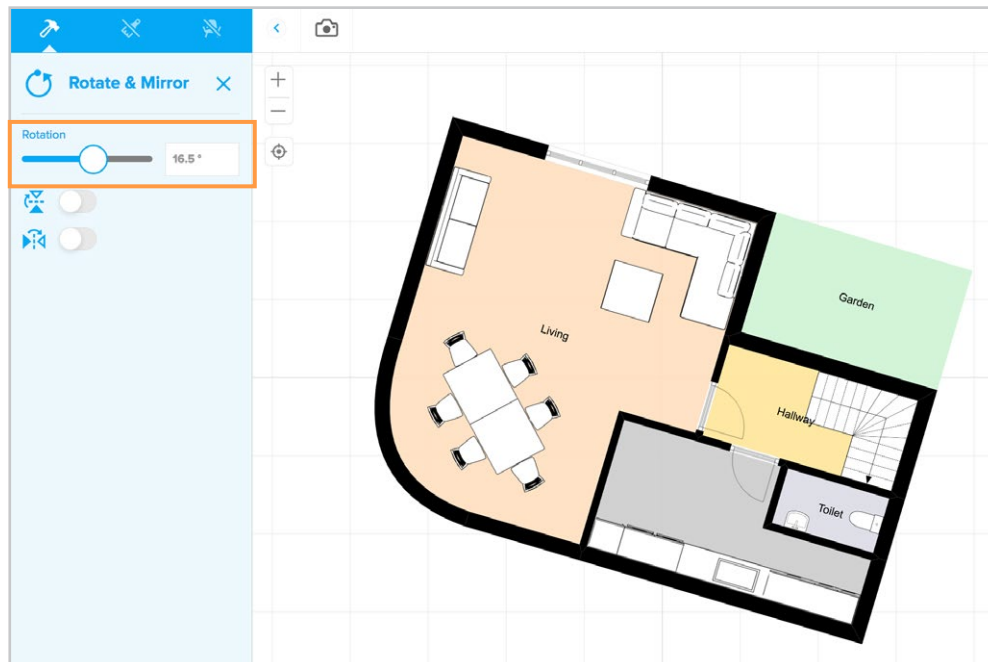 Rotate & Mirror
Rotation
16.5 °
Living
Garden
Hallway
Toilet